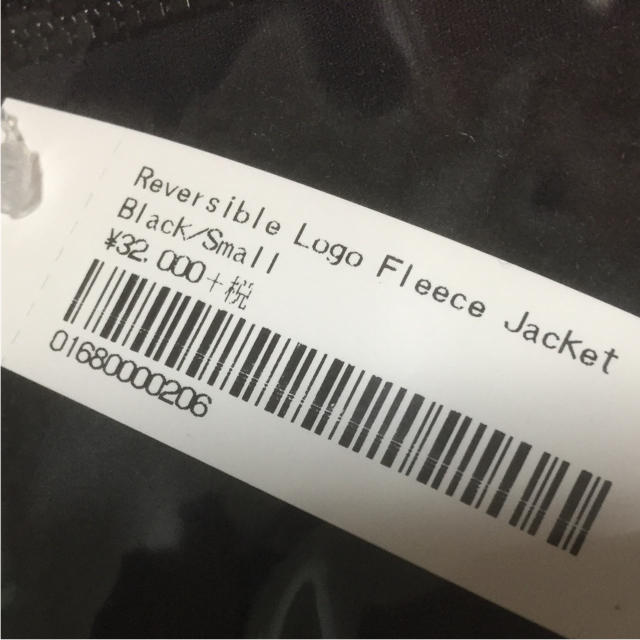 Reversible Logo Fleece Jacket
Black/Small
¥32.000+税
01680000206